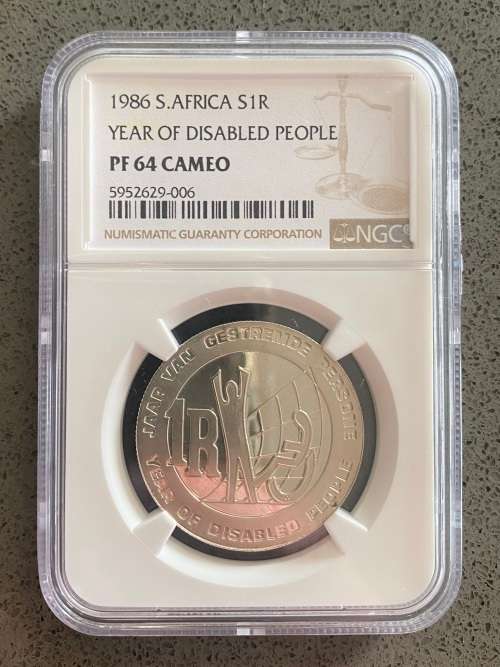 1986 S.AFRICA S1R
YEAR OF DISABLED PEOPLE
PF 64 CAMEO
5952629-006
NUMISMATIC GUARANTY CORPORATION
NGC®
JAAR VAN GESTREMDE PERSONE
1R
YEAR OF DISABLED PEOPLE